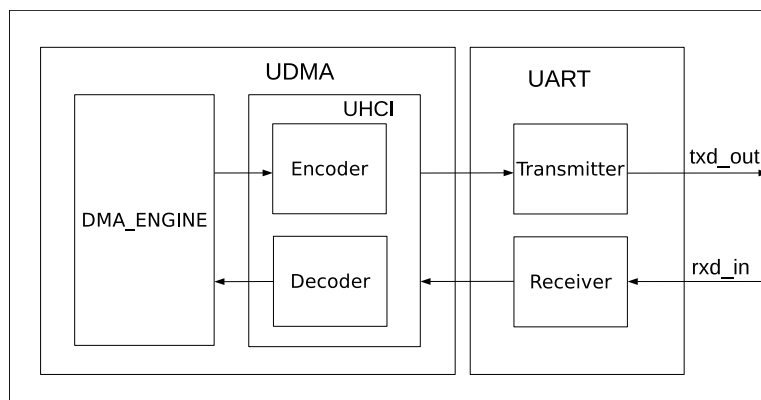 UDMA
UART
UHCI
Encoder
Transmitter
txd_out
DMA_ENGINE
Decoder
Receiver
rxd_in